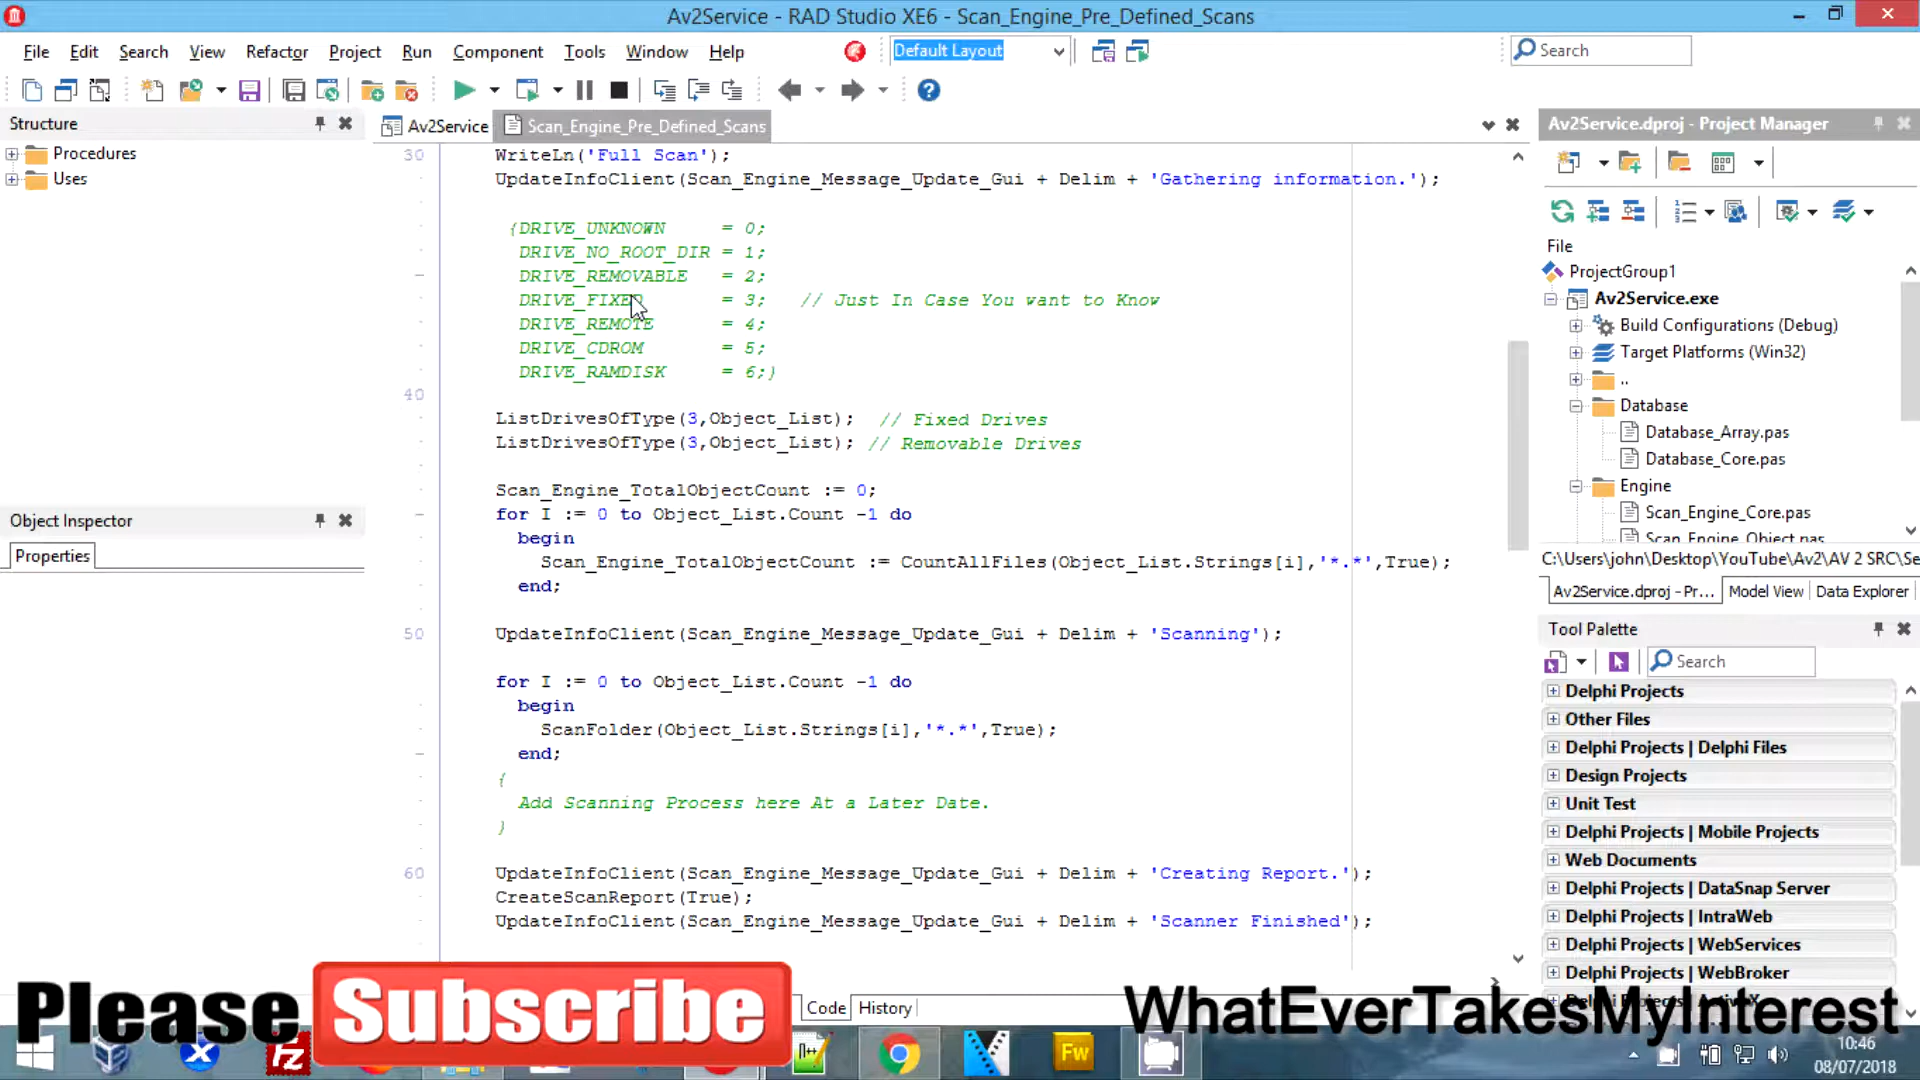 Av2Service - RAD Studio XE6 - Scan_Engine_Pre_Defined_Scans
File Edit Search View Refactor Project Run Component Tools Window Help
Default Layout
Search
Structure
Procedures
Uses
Object Inspector
Properties
Av2Service
Scan_Engine_Pre_Defined_Scans
30 WriteLn('Full Scan');
UpdateInfoClient(Scan_Engine_Message_Update_Gui + Delim + 'Gathering information.');
{DRIVE_UNKNOWN = 0;
DRIVE_NO_ROOT_DIR = 1;
DRIVE_REMOVABLE = 2;
DRIVE_FIXED = 3; // Just In Case You want to Know
DRIVE_REMOTE = 4;
DRIVE_CDROM = 5;
DRIVE_RAMDISK = 6;}
40
ListDrivesOfType(3,Object_List); // Fixed Drives
ListDrivesOfType(3,Object_List); // Removable Drives
Scan_Engine_TotalObjectCount := 0;
for I := 0 to Object_List.Count -1 do
begin
Scan_Engine_TotalObjectCount := CountAllFiles(Object_List.Strings[i],'*.*',True);
end;
50 UpdateInfoClient(Scan_Engine_Message_Update_Gui + Delim + 'Scanning');
for I := 0 to Object_List.Count -1 do
begin
ScanFolder(Object_List.Strings[i],'*.*',True);
end;
{
Add Scanning Process here At a Later Date.
}
60 UpdateInfoClient(Scan_Engine_Message_Update_Gui + Delim + 'Creating Report.');
CreateScanReport(True);
UpdateInfoClient(Scan_Engine_Message_Update_Gui + Delim + 'Scanner Finished');
Code History
Av2Service.dproj - Project Manager
File
ProjectGroup1
Av2Service.exe
Build Configurations (Debug)
Target Platforms (Win32)
..
Database
Database_Array.pas
Database_Core.pas
Engine
Scan_Engine_Core.pas
Scan_Engine_Object.pas
C:\Users\john\Desktop\YouTube\Av2\AV 2 SRC\Se
Av2Service.dproj - Pr... Model View Data Explorer
Tool Palette
Search
Delphi Projects
Other Files
Delphi Projects | Delphi Files
Design Projects
Unit Test
Delphi Projects | Mobile Projects
Web Documents
Delphi Projects | DataSnap Server
Delphi Projects | IntraWeb
Delphi Projects | WebServices
Delphi Projects | WebBroker
Please Subscribe
WhatEverTakesMyInterest
Fz
Fw
10:46
08/07/2018